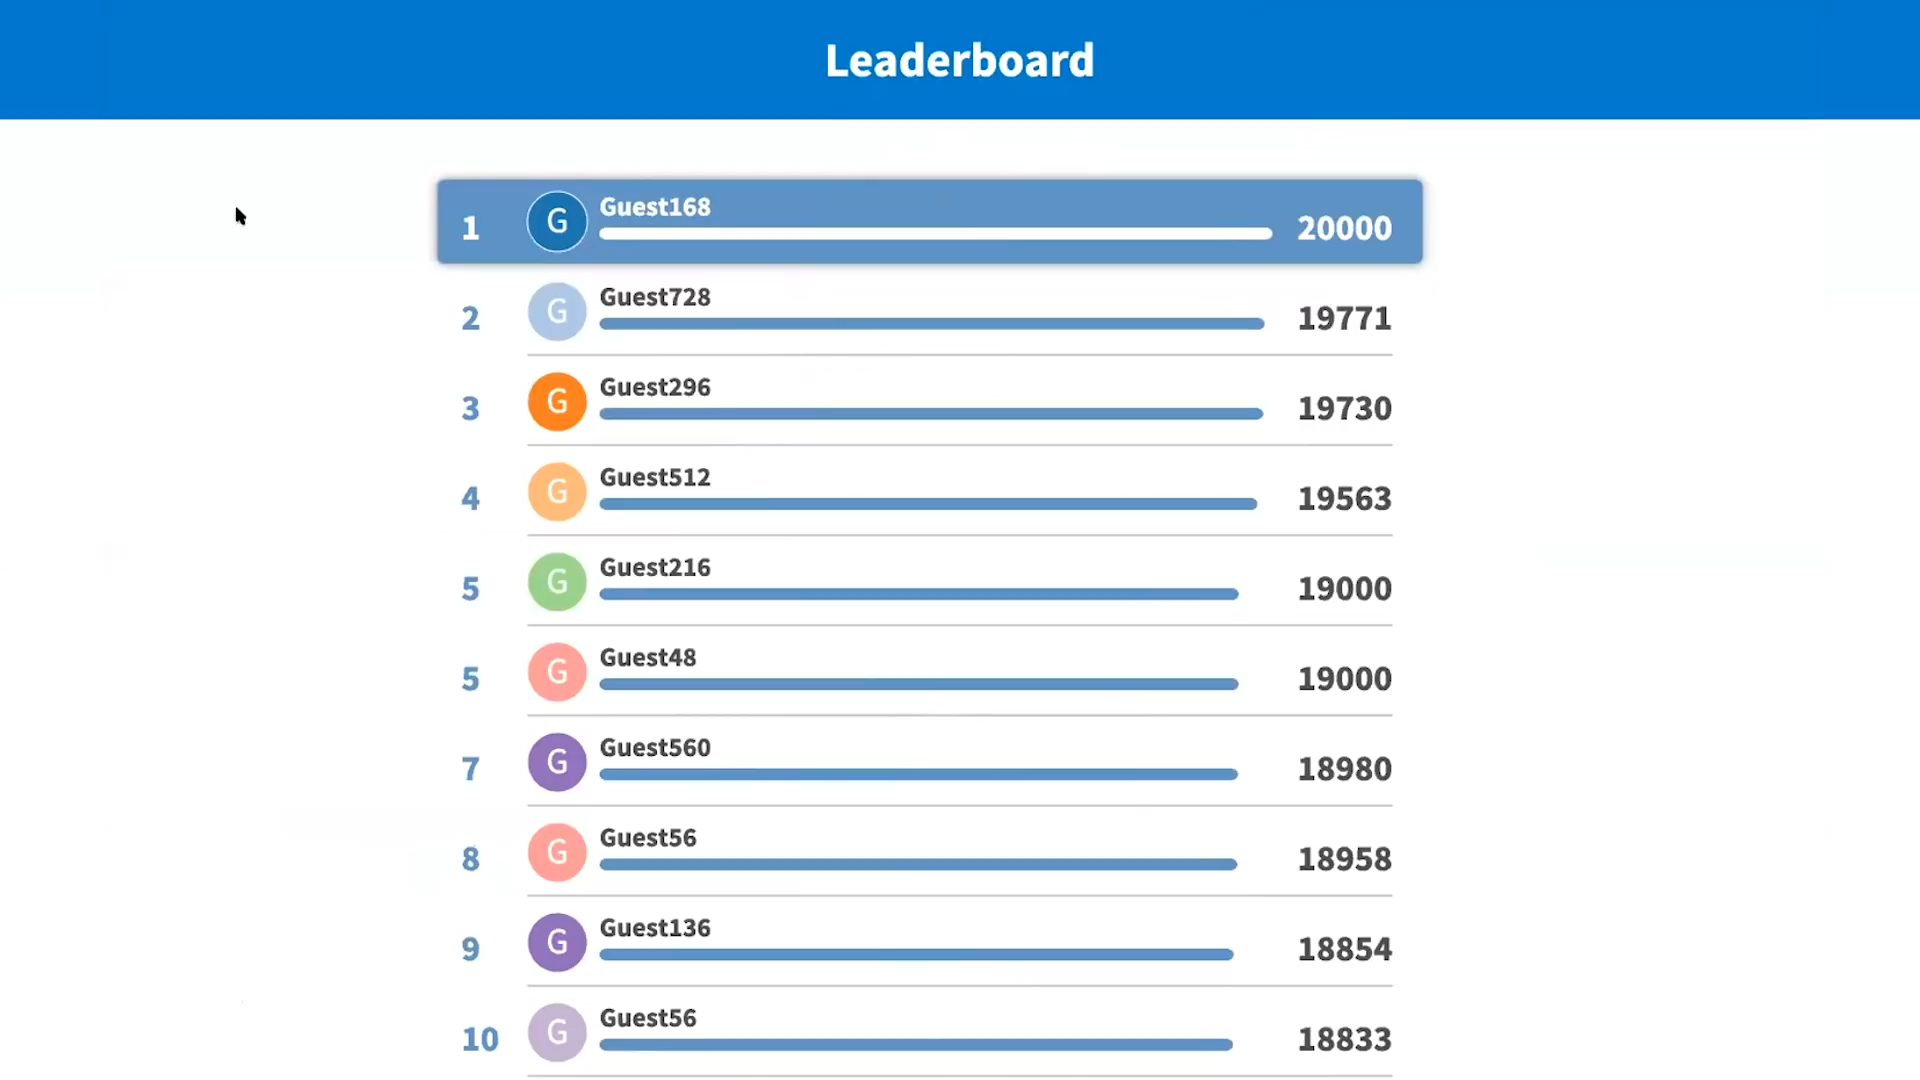 Leaderboard
1 G Guest168 20000
2 G Guest728 19771
3 G Guest296 19730
4 G Guest512 19563
5 G Guest216 19000
5 G Guest48 19000
7 G Guest560 18980
8 G Guest56 18958
9 G Guest136 18854
10 G Guest56 18833